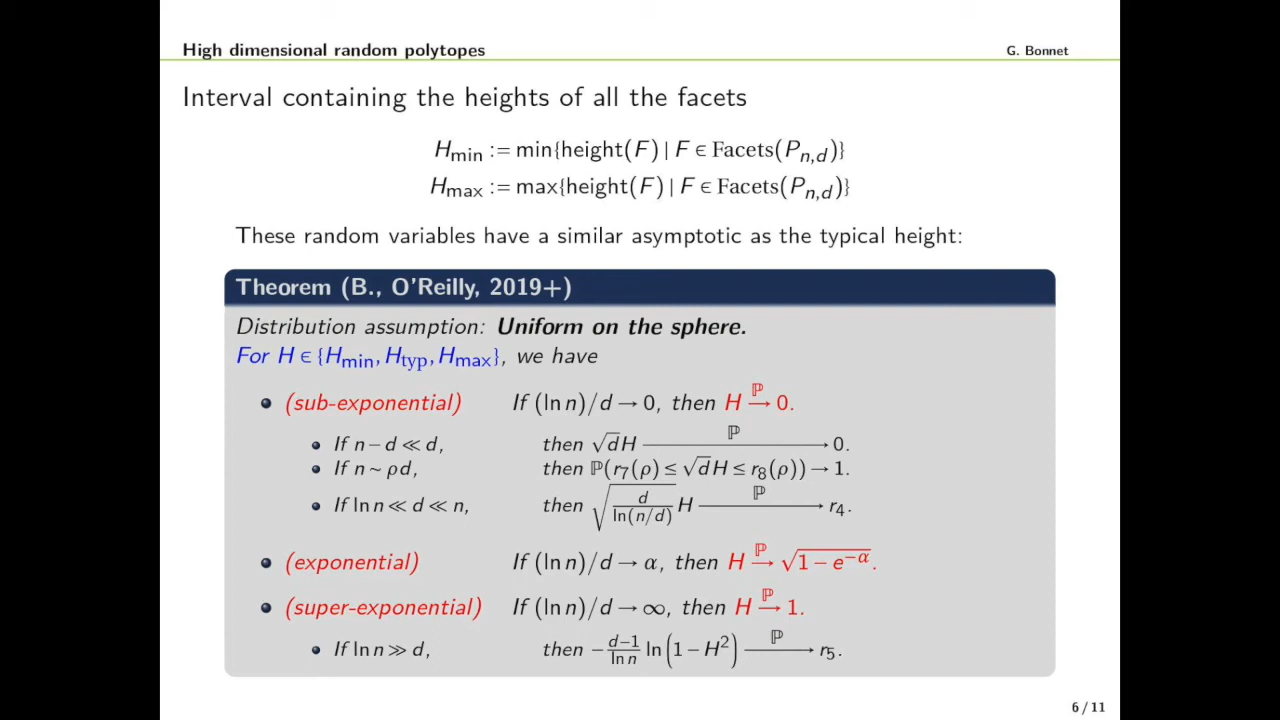 High dimensional random polytopes G. Bonnet
Interval containing the heights of all the facets
H_min := min{height(F) | F ∈ Facets(P_{n,d})}
H_max := max{height(F) | F ∈ Facets(P_{n,d})}
These random variables have a similar asymptotic as the typical height:
Theorem (B., O'Reilly, 2019+)
Distribution assumption: Uniform on the sphere.
For H ∈ {H_min, H_typ, H_max}, we have
• (sub-exponential) If (ln n)/d → 0, then H →^ℙ 0.
• If n − d ≪ d, then √d H →^ℙ 0.
• If n ~ ρd, then ℙ(r_7(ρ) ≤ √d H ≤ r_8(ρ)) → 1.
• If ln n ≪ d ≪ n, then √(d/ln(n/d)) H →^ℙ r_4.
• (exponential) If (ln n)/d → α, then H →^ℙ √(1 − e^{−α}).
• (super-exponential) If (ln n)/d → ∞, then H →^ℙ 1.
• If ln n ≫ d, then −(d−1)/(ln n) ln(1 − H²) →^ℙ r_5.
6 / 11